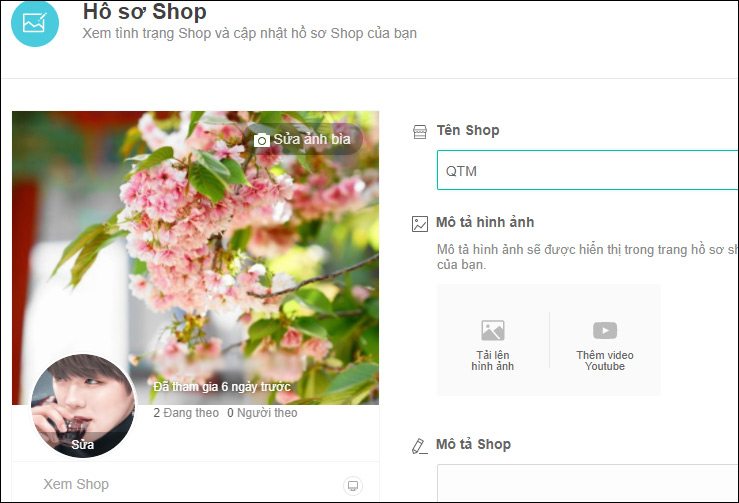 Hồ sơ Shop
Xem tình trạng Shop và cập nhật hồ sơ Shop của bạn
Sửa ảnh bìa
Đã tham gia 6 ngày trước
2 Đang theo 0 Người theo
Sửa
Xem Shop
Tên Shop
QTM
Mô tả hình ảnh
Mô tả hình ảnh sẽ được hiển thị trong trang hồ sơ
của bạn.
Tải lên
hình ảnh
Thêm video
Youtube
Mô tả Shop